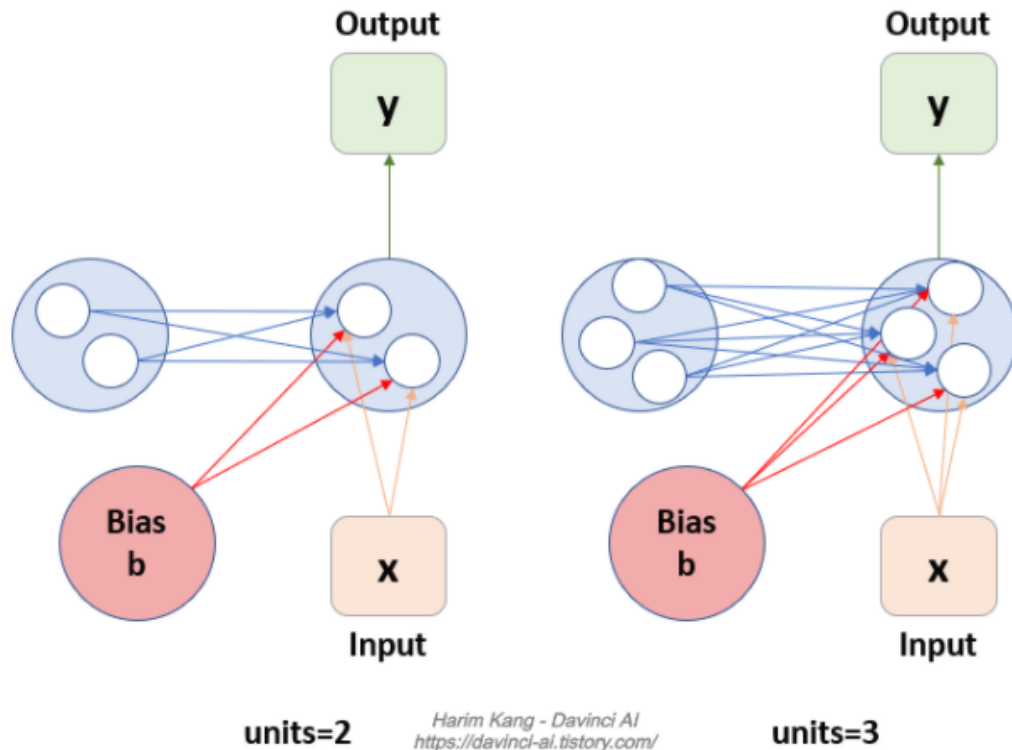 Output
y
Bias
b
x
Input
units=2
Output
y
Bias
b
x
Input
units=3
Harim Kang - Davinci AI
https://davinci-ai.tistory.com/